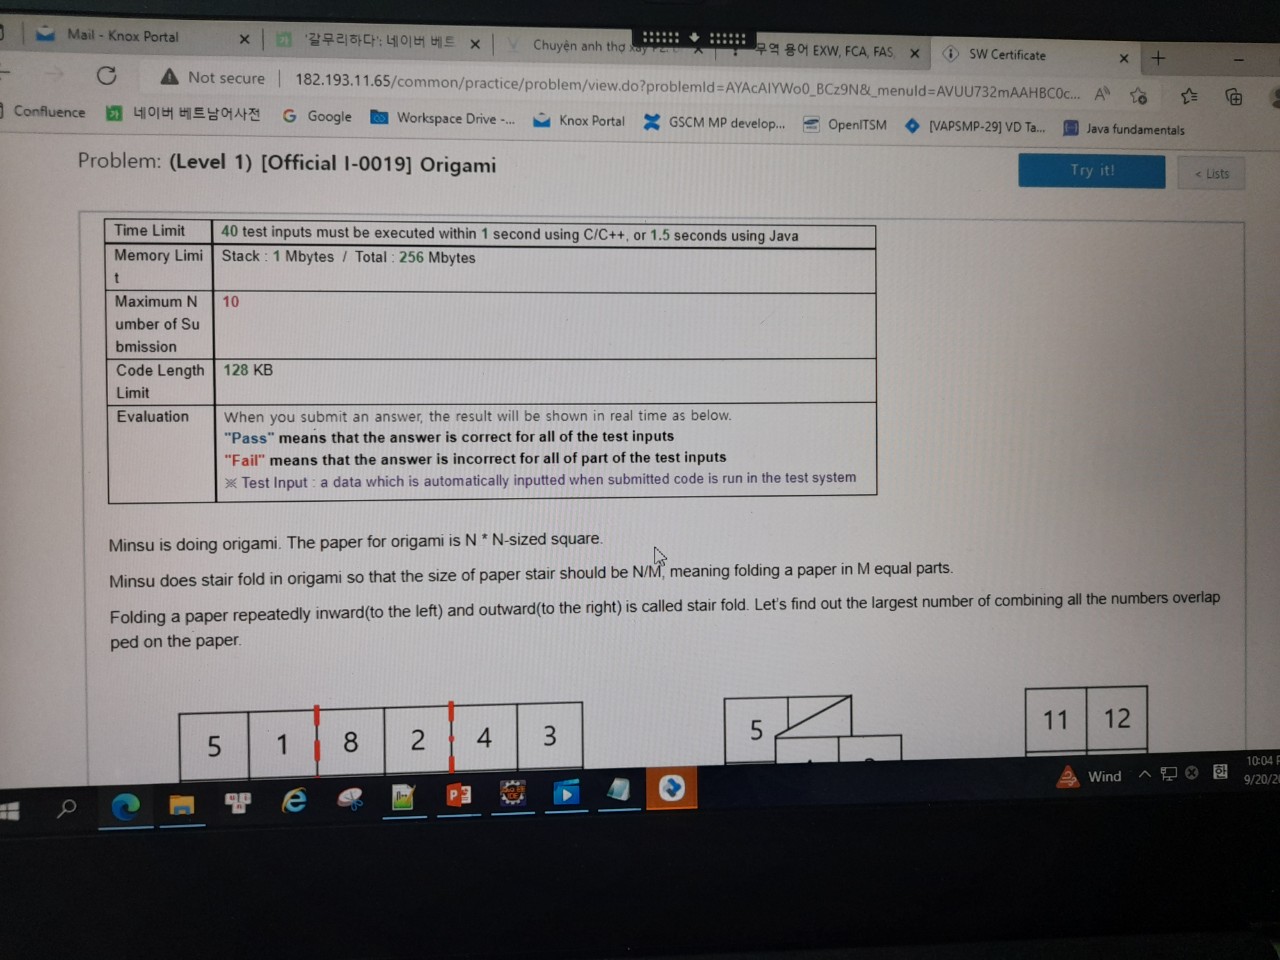 Mail - Knox Portal
'갈무리하다': 네이버 베트
Chuyện anh thợ xây
무역 용어 EXW, FCA, FAS,
SW Certificate
Not secure
182.193.11.65/common/practice/problem/view.do?problemId=AYAcAIYWo0_BCz9N&_menuId=AVUU732mAAHBC0c...
Confluence
네이버 베트남어사전
Google
Workspace Drive -...
Knox Portal
GSCM MP develop...
OpenITSM
[VAPSMP-29] VD Ta...
Java fundamentals
Problem: (Level 1) [Official I-0019] Origami
Try it!
< Lists
Time Limit
40 test inputs must be executed within 1 second using C/C++, or 1.5 seconds using Java
Memory Limi
t
Stack : 1 Mbytes / Total : 256 Mbytes
Maximum N
umber of Su
bmission
10
Code Length
Limit
128 KB
Evaluation
When you submit an answer, the result will be shown in real time as below.
"Pass" means that the answer is correct for all of the test inputs
"Fail" means that the answer is incorrect for all of part of the test inputs
※ Test Input : a data which is automatically inputted when submitted code is run in the test system
Minsu is doing origami. The paper for origami is N * N-sized square.
Minsu does stair fold in origami so that the size of paper stair should be N/M, meaning folding a paper in M equal parts.
Folding a paper repeatedly inward(to the left) and outward(to the right) is called stair fold. Let's find out the largest number of combining all the numbers overlap
ped on the paper.
5 1 8 2 4 3
5
11 12
Wind
10:04
9/20/20